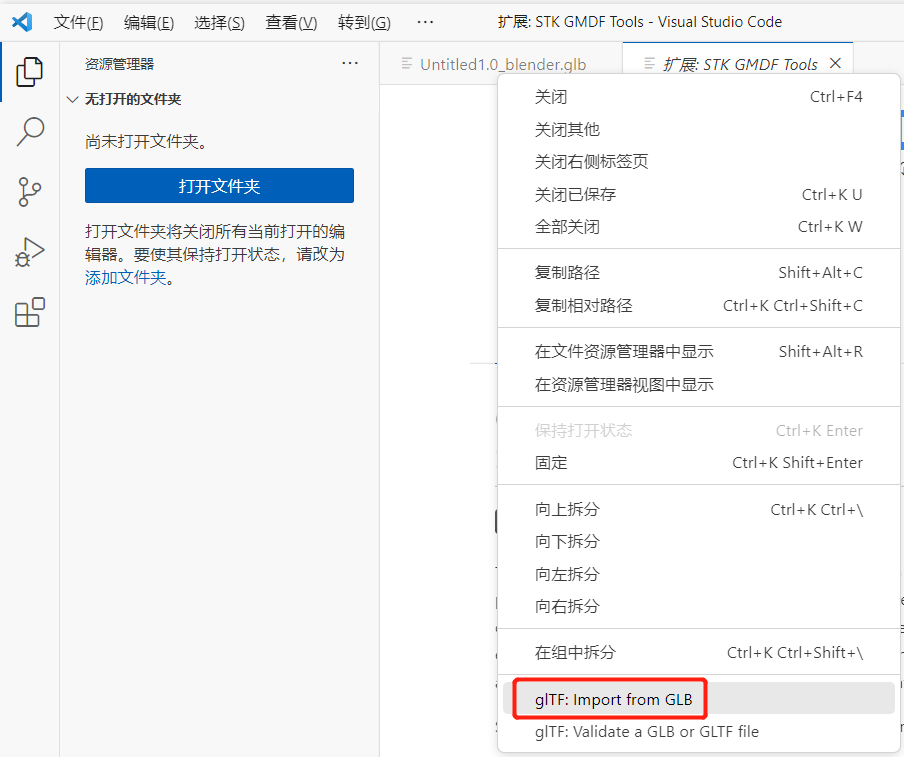 文件(F) 编辑(E) 选择(S) 查看(V) 转到(G) ··· 扩展: STK GMDF Tools - Visual Studio Code
资源管理器 ···
Untitled1.0_blender.glb
扩展: STK GMDF Tools
无打开的文件夹
尚未打开文件夹。
打开文件夹
打开文件夹将关闭所有当前打开的编
辑器。要使其保持打开状态，请改为
添加文件夹。
关闭 Ctrl+F4
关闭其他
关闭右侧标签页
关闭已保存 Ctrl+K U
全部关闭 Ctrl+K W
复制路径 Shift+Alt+C
复制相对路径 Ctrl+K Ctrl+Shift+C
在文件资源管理器中显示 Shift+Alt+R
在资源管理器视图中显示
保持打开状态 Ctrl+K Enter
固定 Ctrl+K Shift+Enter
向上拆分 Ctrl+K Ctrl+\
向下拆分
向左拆分
向右拆分
在组中拆分 Ctrl+K Ctrl+Shift+\
glTF: Import from GLB
glTF: Validate a GLB or GLTF file